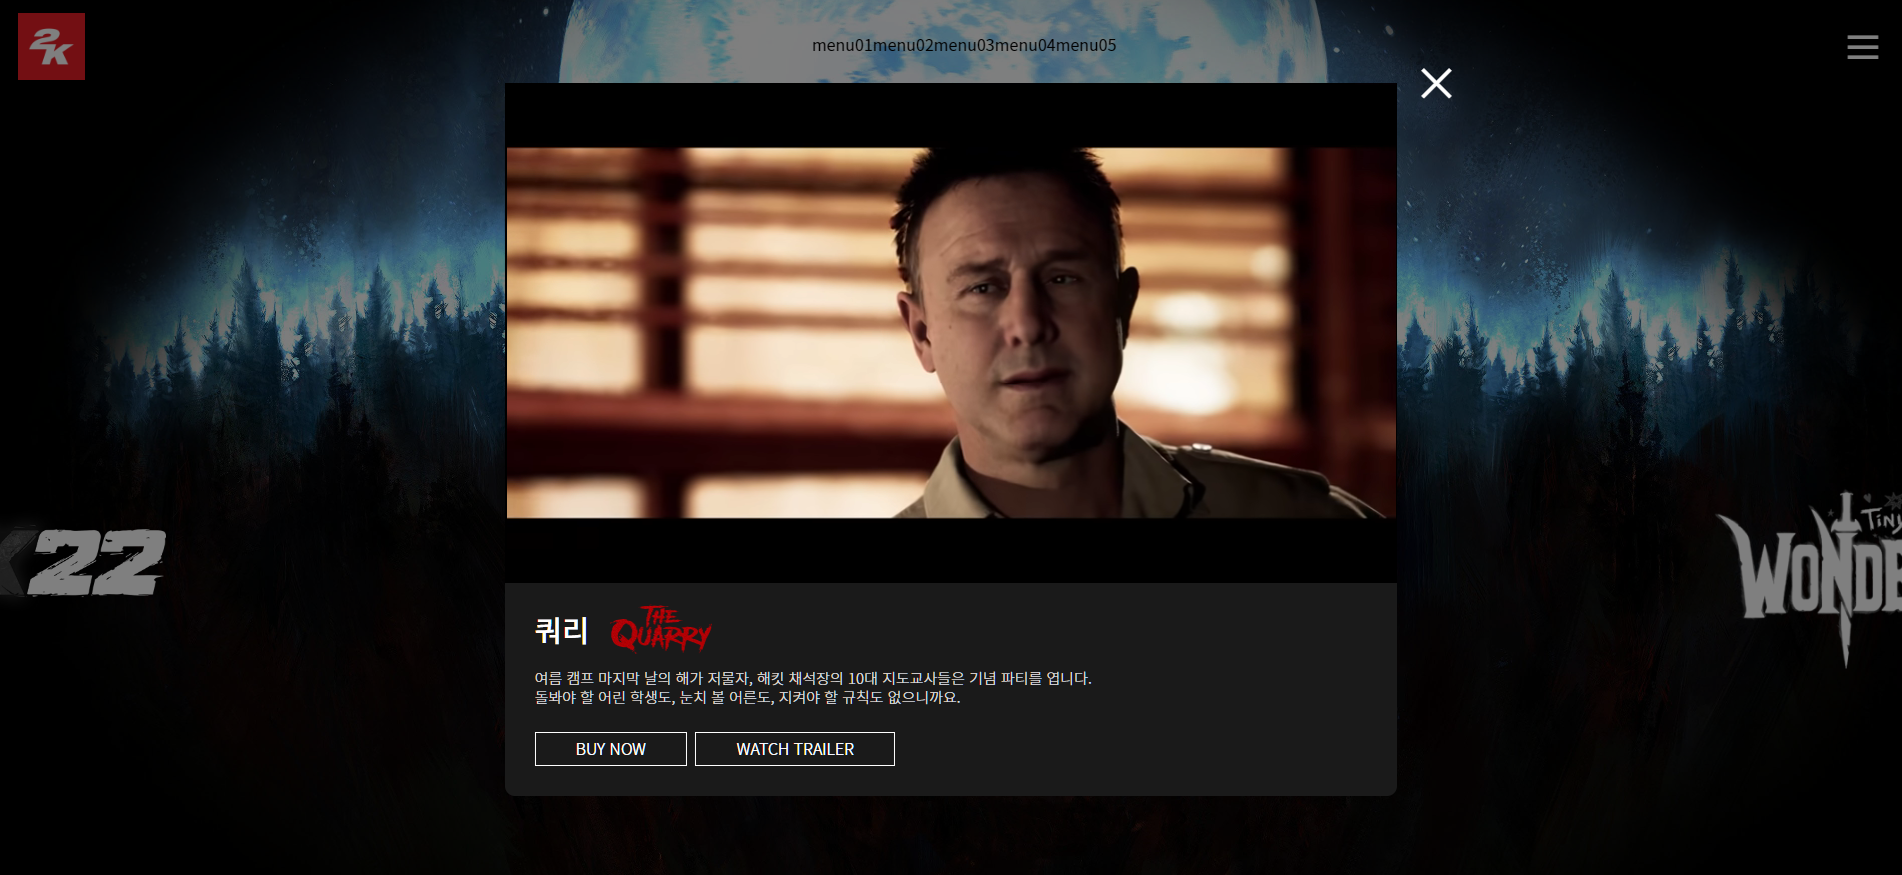 2K
menu01menu02menu03menu04menu05
22
TINY
WONDE
쿼리
THE
QUARRY
여름 캠프 마지막 날의 해가 저물자, 해킷 채석장의 10대 지도교사들은 기념 파티를 엽니다.
돌봐야 할 어린 학생도, 눈치 볼 어른도, 지켜야 할 규칙도 없으니까요.
BUY NOW
WATCH TRAILER